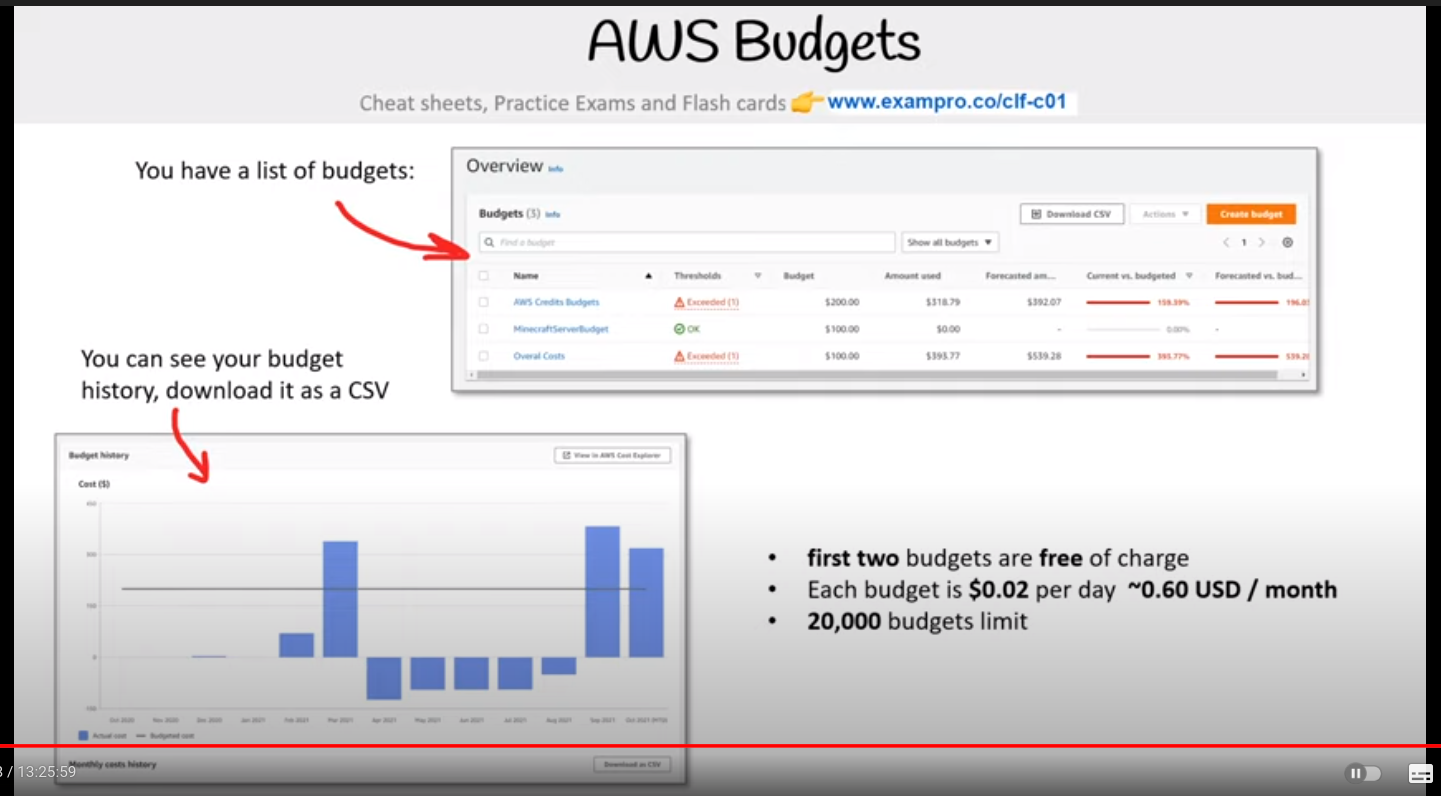 AWS Budgets
Cheat sheets, Practice Exams and Flash cards 👉 www.exampro.co/clf-c01
You have a list of budgets:
Overview Info
Budgets (3) Info
Download CSV
Actions
Create budget
Find a budget
Show all budgets
1
Name Thresholds Budget Amount used Forecasted am... Current vs. budgeted Forecasted vs. bud...
AWS Credits Budgets Exceeded (1) $200.00 $318.79 $392.07 159.39%
MinecraftServerBudget OK $100.00 $0.00 - 0.00% -
Overal Costs Exceeded (1) $100.00 $393.77 $539.28 393.77%
You can see your budget
history, download it as a CSV
Budget history
View in AWS Cost Explorer
Cost ($)
450
300
150
0
Oct 2020 Nov 2020 Dec 2020 Jan 2021 Feb 2021 Mar 2021 Apr 2021 May 2021 Jun 2021 Jul 2021 Aug 2021 Sep 2021 Oct 2021 (MTD)
Actual cost Budgeted cost
Monthly costs history
Download as CSV
• first two budgets are free of charge
• Each budget is $0.02 per day ~0.60 USD / month
• 20,000 budgets limit
/ 13:25:59